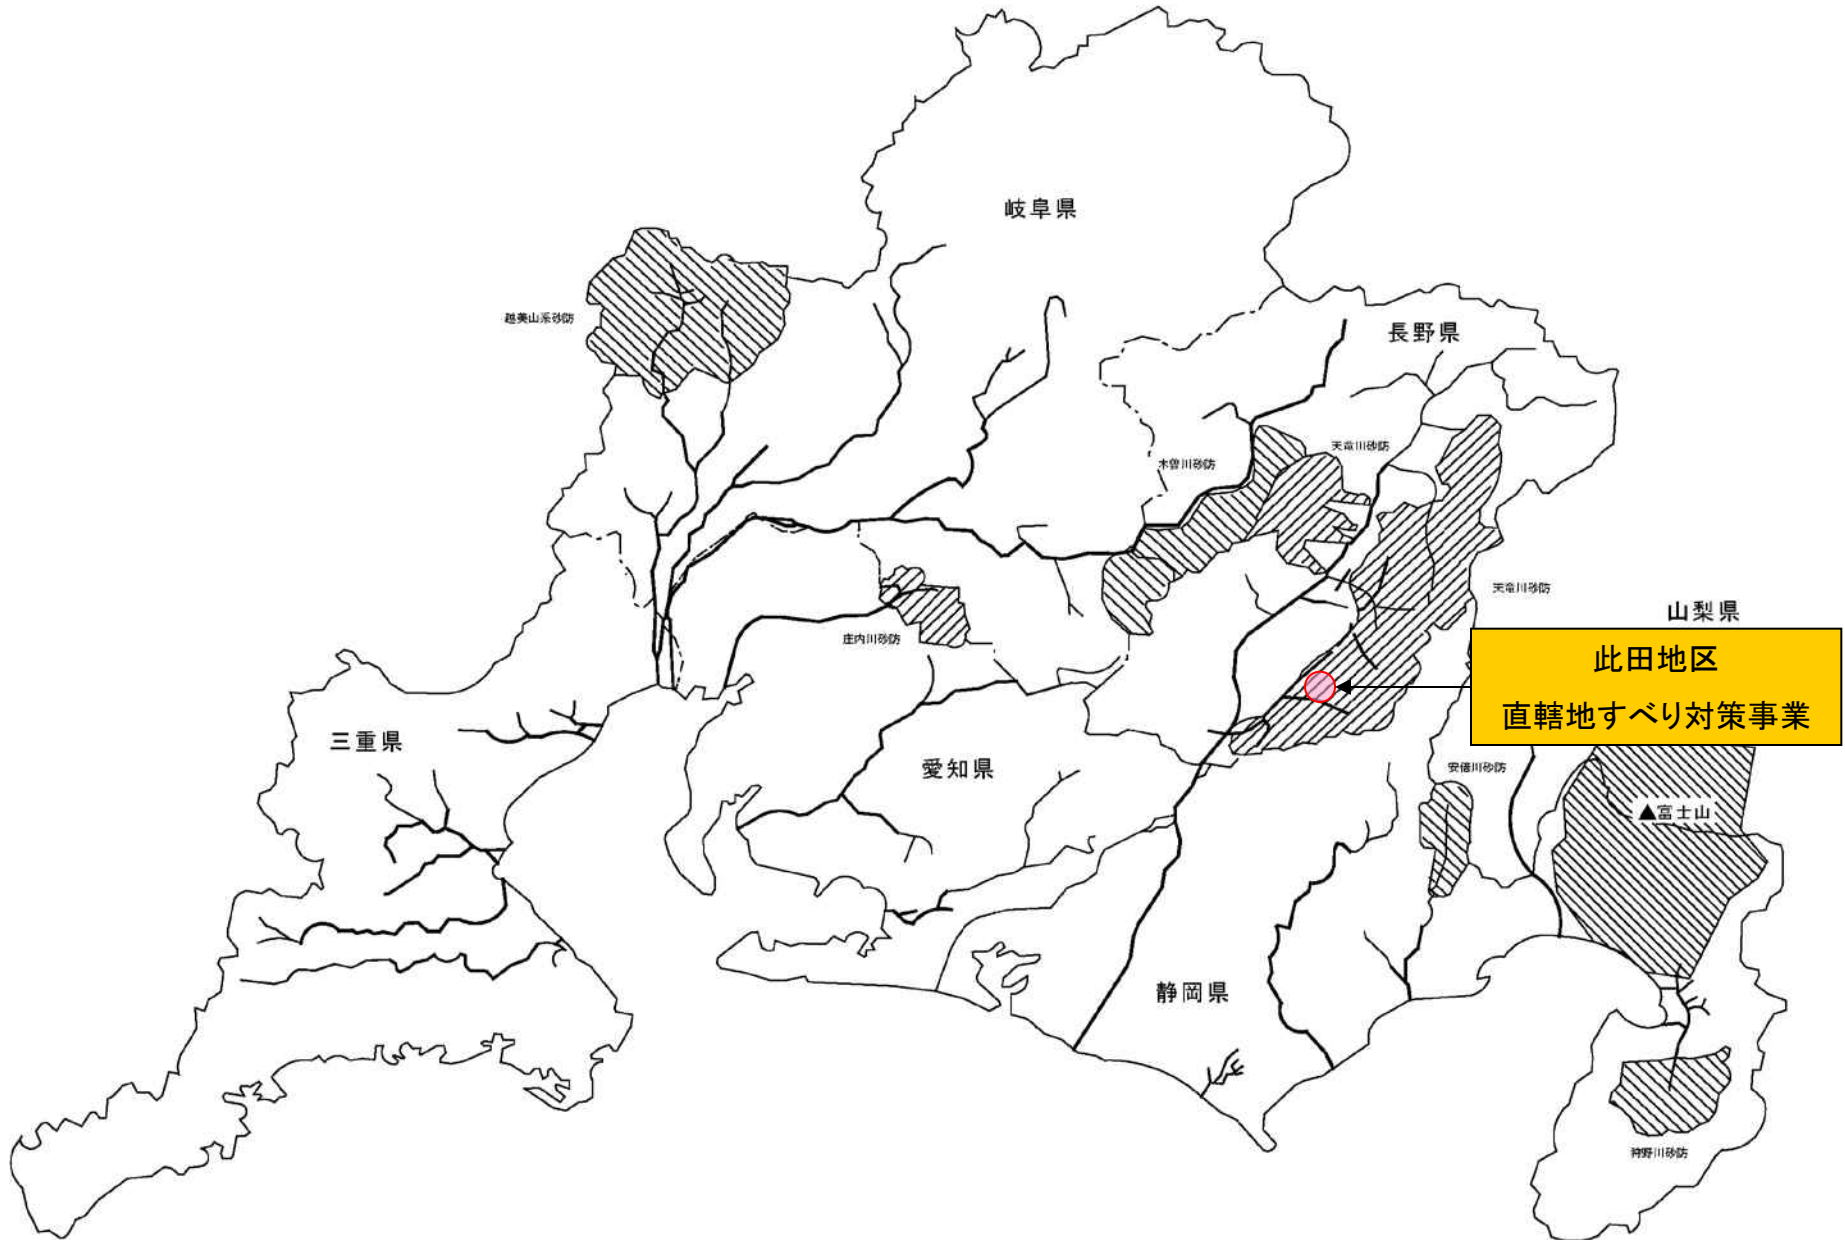 岐阜県
越美山系砂防
長野県
天竜川砂防
木曽川砂防
天竜川砂防
山梨県
庄内川砂防
此田地区
直轄地すべり対策事業
三重県
愛知県
安倍川砂防
▲富士山
静岡県
狩野川砂防